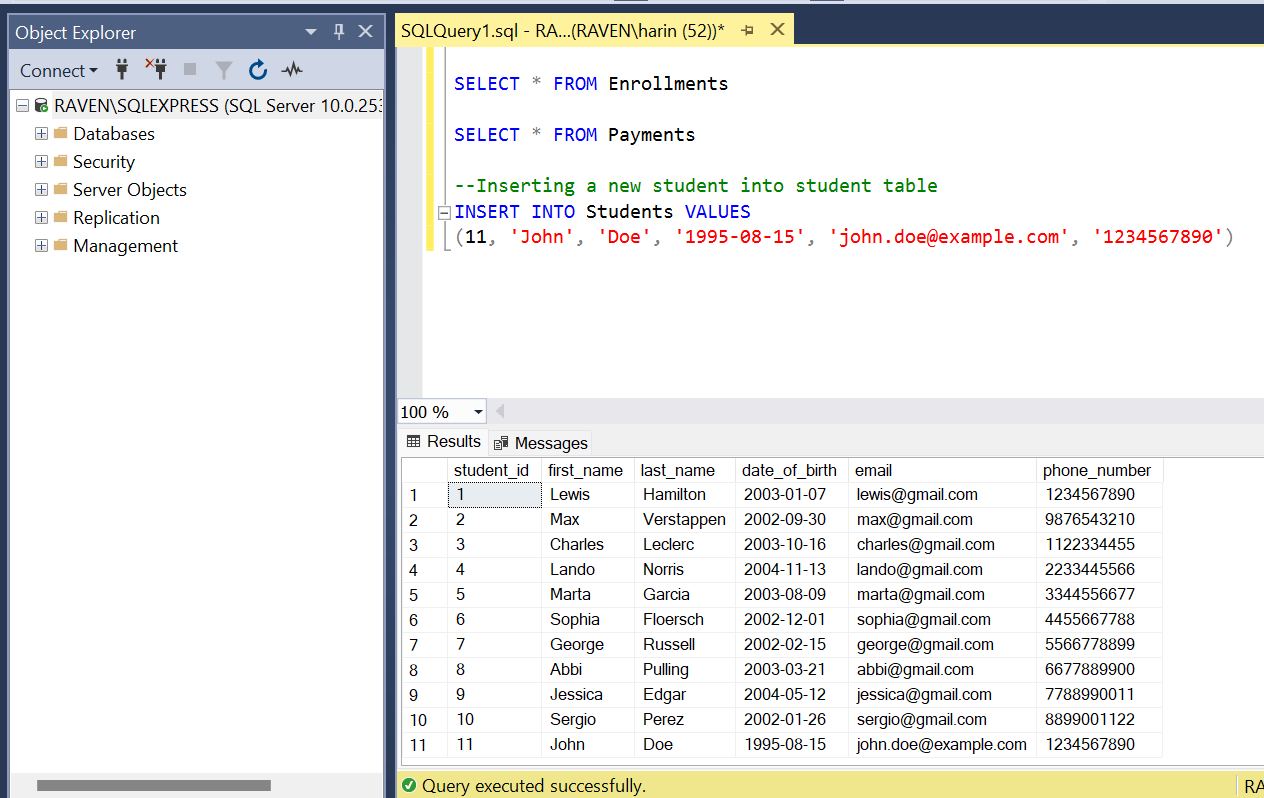 Object Explorer
Connect
RAVEN\SQLEXPRESS (SQL Server 10.0.253
Databases
Security
Server Objects
Replication
Management
SQLQuery1.sql - RA...(RAVEN\harin (52))*
SELECT * FROM Enrollments
SELECT * FROM Payments
--Inserting a new student into student table
INSERT INTO Students VALUES
(11, 'John', 'Doe', '1995-08-15', 'john.doe@example.com', '1234567890')
100 %
Results Messages
student_id first_name last_name date_of_birth email phone_number
1 1 Lewis Hamilton 2003-01-07 lewis@gmail.com 1234567890
2 2 Max Verstappen 2002-09-30 max@gmail.com 9876543210
3 3 Charles Leclerc 2003-10-16 charles@gmail.com 1122334455
4 4 Lando Norris 2004-11-13 lando@gmail.com 2233445566
5 5 Marta Garcia 2003-08-09 marta@gmail.com 3344556677
6 6 Sophia Floersch 2002-12-01 sophia@gmail.com 4455667788
7 7 George Russell 2002-02-15 george@gmail.com 5566778899
8 8 Abbi Pulling 2003-03-21 abbi@gmail.com 6677889900
9 9 Jessica Edgar 2004-05-12 jessica@gmail.com 7788990011
10 10 Sergio Perez 2002-01-26 sergio@gmail.com 8899001122
11 11 John Doe 1995-08-15 john.doe@example.com 1234567890
Query executed successfully. RA